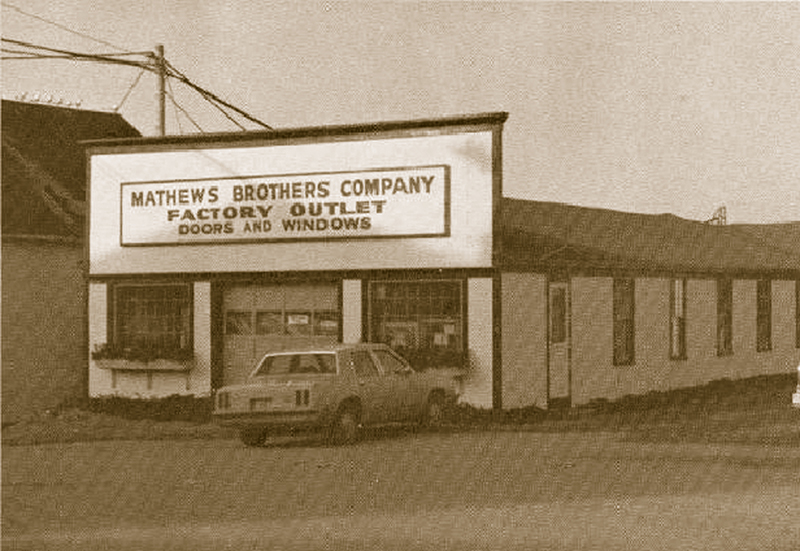 MATHEWS BROTHERS COMPANY
FACTORY OUTLET
DOORS AND WINDOWS